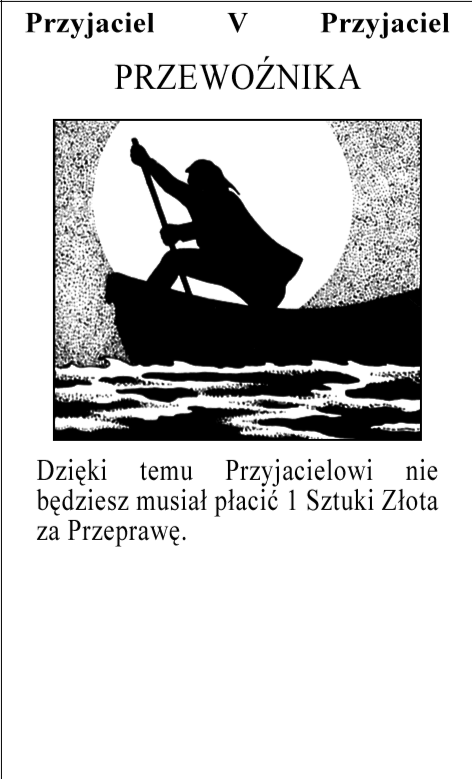 Przyjaciel V Przyjaciel
PRZEWOŹNIKA
Dzięki temu Przyjacielowi nie
będziesz musiał płacić 1 Sztuki Złota
za Przeprawę.